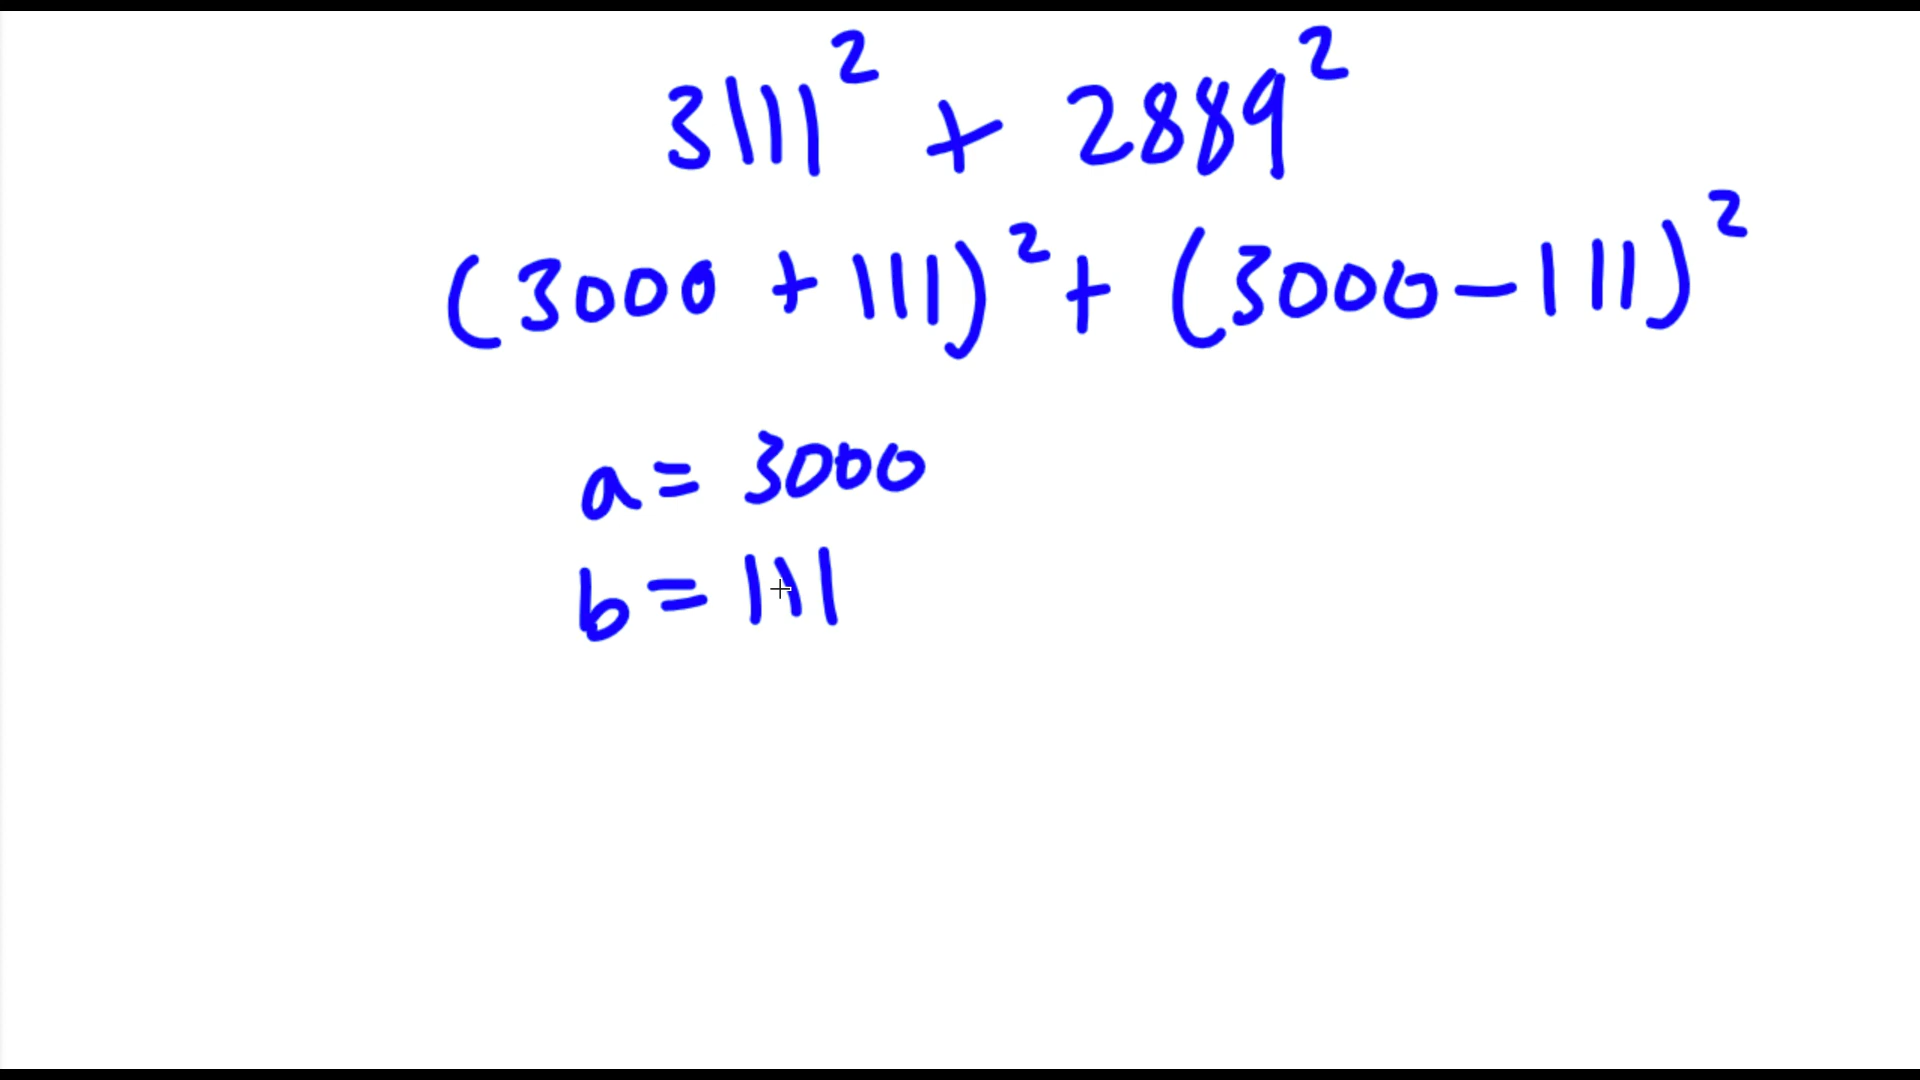 3111² + 2889²
(3000 + 111)² + (3000 - 111)²
a = 3000
b = 111